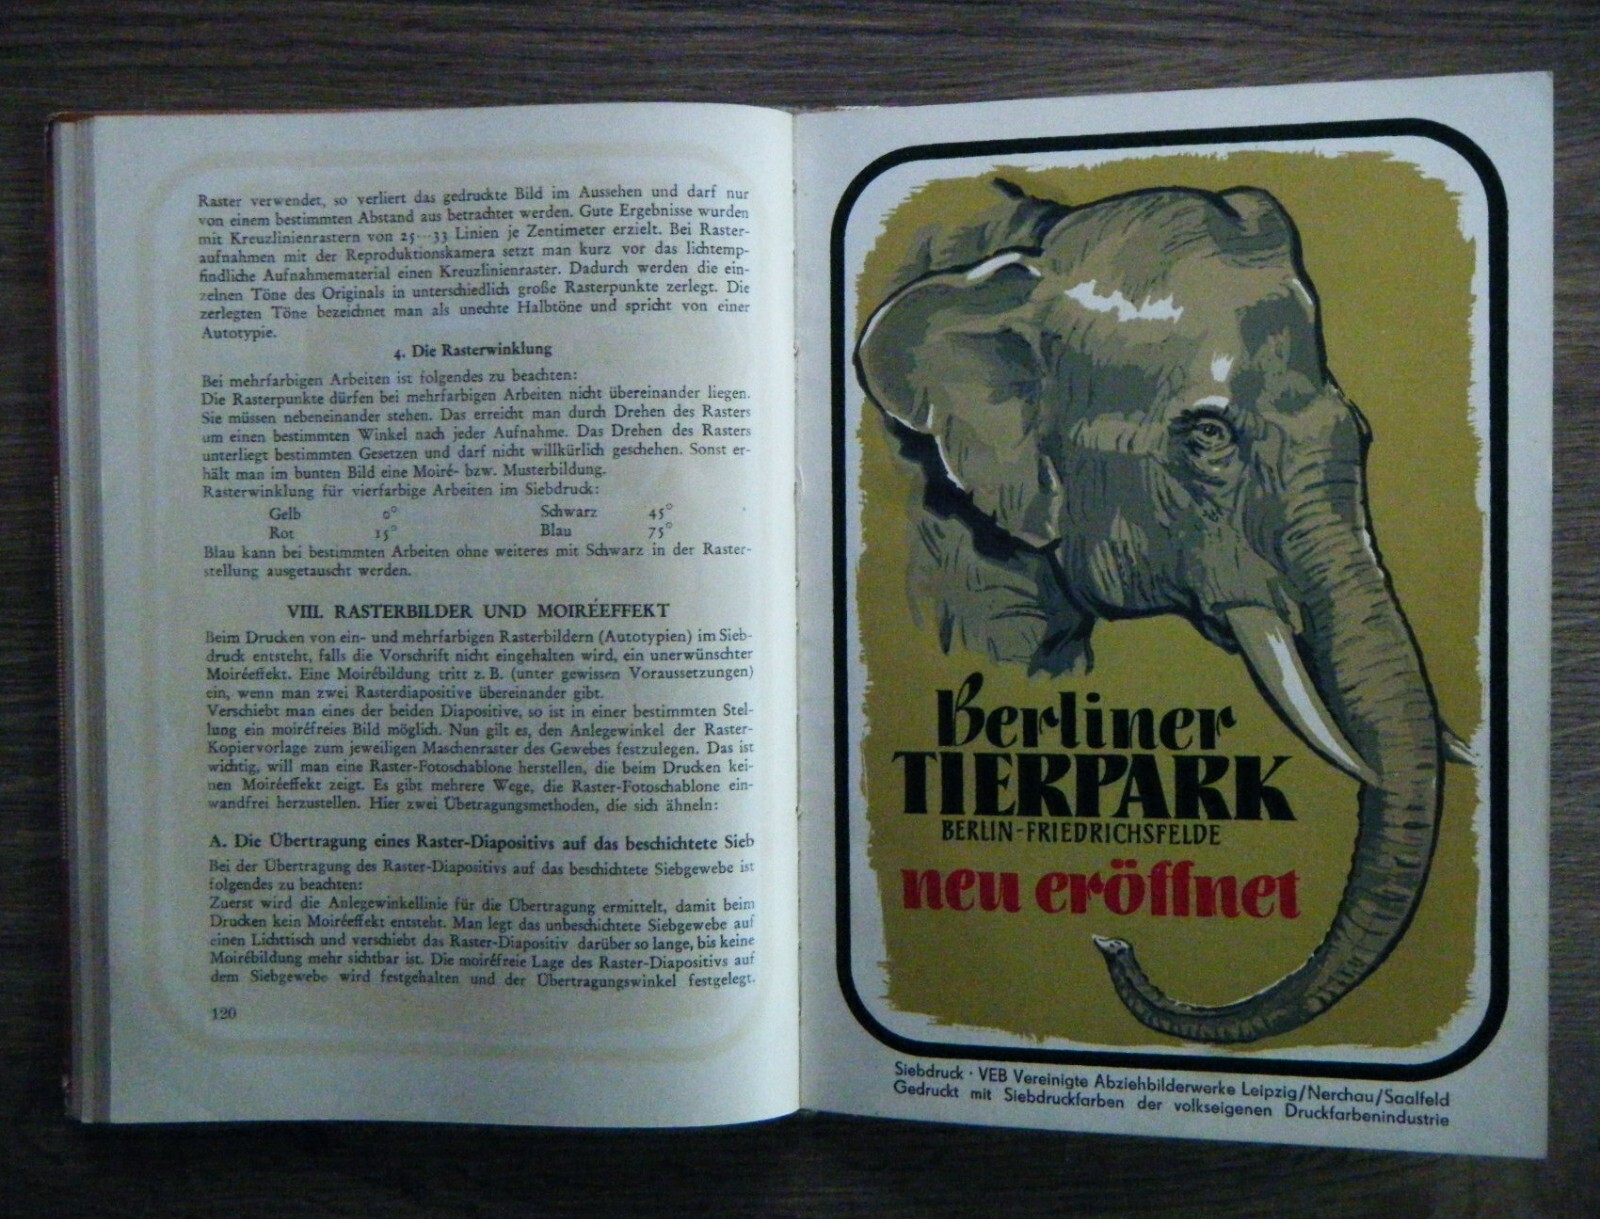 Raster verwendet, so verliert das gedruckte Bild im Aussehen und darf nur
von einem bestimmten Abstand aus betrachtet werden. Gute Ergebnisse wurden
mit Kreuzlinienrastern von 25···33 Linien je Zentimeter erzielt. Bei Raster-
aufnahmen mit der Reproduktionskamera setzt man kurz vor das lichtemp-
findliche Aufnahmematerial einen Kreuzlinienraster. Dadurch werden die ein-
zelnen Töne des Originals in unterschiedlich große Rasterpunkte zerlegt. Die
zerlegten Töne bezeichnet man als unechte Halbtöne und spricht von einer
Autotypie.
4. Die Rasterwinklung
Bei mehrfarbigen Arbeiten ist folgendes zu beachten:
Die Rasterpunkte dürfen bei mehrfarbigen Arbeiten nicht übereinander liegen.
Sie müssen nebeneinander stehen. Das erreicht man durch Drehen des Rasters
um einen bestimmten Winkel nach jeder Aufnahme. Das Drehen des Rasters
unterliegt bestimmten Gesetzen und darf nicht willkürlich geschehen. Sonst er-
hält man im bunten Bild eine Moiré- bzw. Musterbildung.
Rasterwinklung für vierfarbige Arbeiten im Siebdruck:
Gelb 0° Schwarz 45°
Rot 15° Blau 75°
Blau kann bei bestimmten Arbeiten ohne weiteres mit Schwarz in der Raster-
stellung ausgetauscht werden.
VIII. RASTERBILDER UND MOIRÉEFFEKT
Beim Drucken von ein- und mehrfarbigen Rasterbildern (Autotypien) im Sieb-
druck entsteht, falls die Vorschrift nicht eingehalten wird, ein unerwünschter
Moiréeffekt. Eine Moirébildung tritt z. B. (unter gewissen Voraussetzungen)
ein, wenn man zwei Rasterdiapositive übereinander gibt.
Verschiebt man eines der beiden Diapositive, so ist in einer bestimmten Stel-
lung ein moiréfreies Bild möglich. Nun gilt es, den Anlegewinkel der Raster-
Kopiervorlage zum jeweiligen Maschenraster des Gewebes festzulegen. Das ist
wichtig, will man eine Raster-Fotoschablone herstellen, die beim Drucken kei-
nen Moiréeffekt zeigt. Es gibt mehrere Wege, die Raster-Fotoschablone ein-
wandfrei herzustellen. Hier zwei Übetragungsmethoden, die sich ähneln:
A. Die Übertragung eines Raster-Diapositivs auf das beschichtete Sieb
Bei der Übertragung des Raster-Diapositivs auf das beschichtete Siebgewebe ist
folgendes zu beachten:
Zuerst wird die Anlegewinkellinie für die Übertragung ermittelt, damit beim
Drucken kein Moiréeffekt entsteht. Man legt das unbeschichtete Siebgewebe auf
einen Lichttisch und verschiebt das Raster-Diapositiv darüber so lange, bis keine
Moirébildung mehr sichtbar ist. Die moiréfreie Lage des Raster-Diapositivs auf
dem Siebgewebe wird festgehalten und der Übertragungswinkel festgelegt.
120
Berliner
TIERPARK
BERLIN-FRIEDRICHSFELDE
neu eröffnet
Siebdruck · VEB Vereinigte Abziehbilderwerke Leipzig/Nerchau/Saalfeld
Gedruckt mit Siebdruckfarben der volkseigenen Druckfarbenindustrie